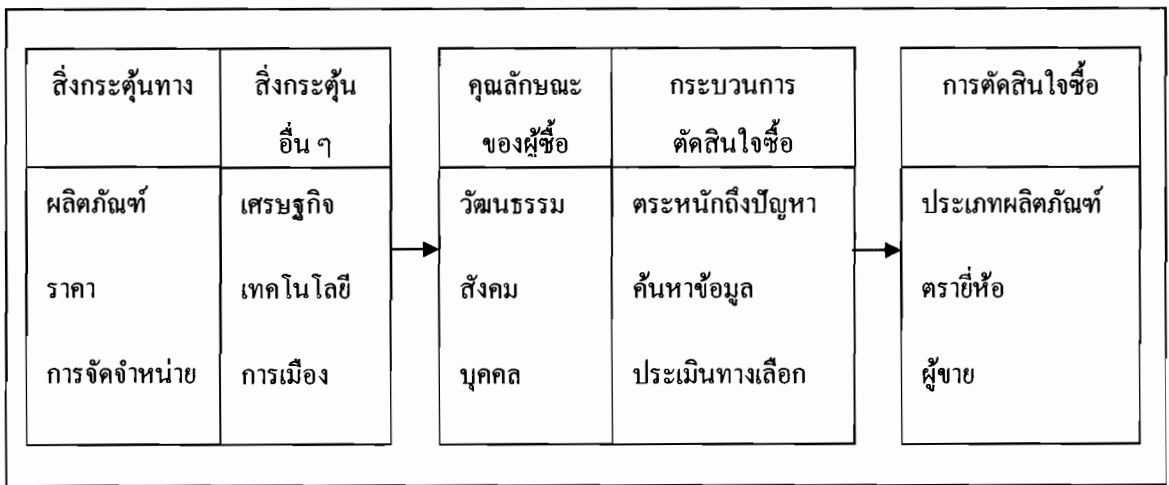 สิ่งกระตุ้นทาง
สิ่งกระตุ้น
อื่น ๆ
คุณลักษณะ
ของผู้ซื้อ
กระบวนการ
ตัดสินใจซื้อ
การตัดสินใจซื้อ
ผลิตภัณฑ์
เศรษฐกิจ
วัฒนธรรม
ตระหนักถึงปัญหา
ประเภทผลิตภัณฑ์
ราคา
เทคโนโลยี
สังคม
ค้นหาข้อมูล
ตรายี่ห้อ
การจัดจำหน่าย
การเมือง
บุคคล
ประเมินทางเลือก
ผู้ขาย